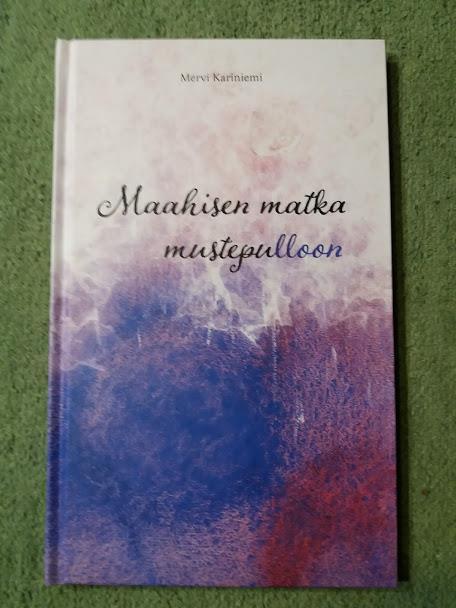 Mervi Kariniemi
Maahisen matka
mustepulloon